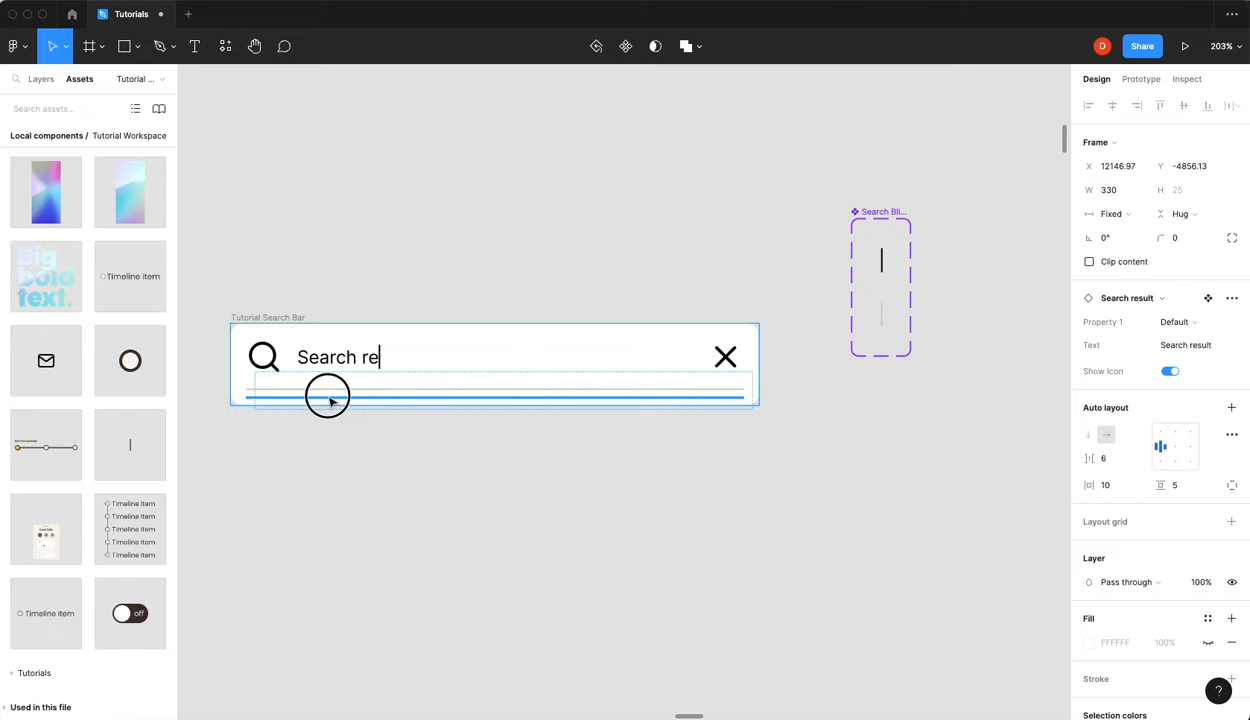 Tutorials
D
Share
203%
Layers
Assets
Tutorial ...
Search assets...
Local components / Tutorial Workspace
Big
bold
text.
Timeline Item
Timeline Item
Timeline Item
Timeline Item
Timeline Item
Timeline Item
Timeline Item
off
Tutorials
Used in this file
Tutorial Search Bar
Search re
Search Bli...
Design
Prototype
Inspect
Frame
X 12146.97
Y -4856.13
W 330
H 25
Fixed
Hug
0°
0
Clip content
Search result
Property 1
Default
Text
Search result
Show Icon
Auto layout
6
10
5
Layout grid
Layer
Pass through
100%
Fill
FFFFFF
100%
Stroke
?
Selection colors